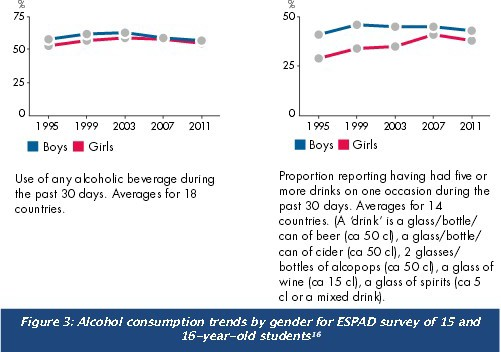 %
75
50
25
0
1995 1999 2003 2007 2011
Boys Girls
Use of any alcoholic beverage during
the past 30 days. Averages for 18
countries.
%
50
25
0
1995 1999 2003 2007 2011
Boys Girls
Proportion reporting having had five or
more drinks on one occasion during the
past 30 days. Averages for 14
countries. (A ‘drink’ is a glass/bottle/
can of beer (ca 50 cl), a glass/bottle/
can of cider (ca 50 cl), 2 glasses/
bottles of alcopops (ca 50 cl), a glass of
wine (ca 15 cl), a glass of spirits (ca 5
cl or a mixed drink).
Figure 3: Alcohol consumption trends by gender for ESPAD survey of 15 and
16–year–old students¹⁶